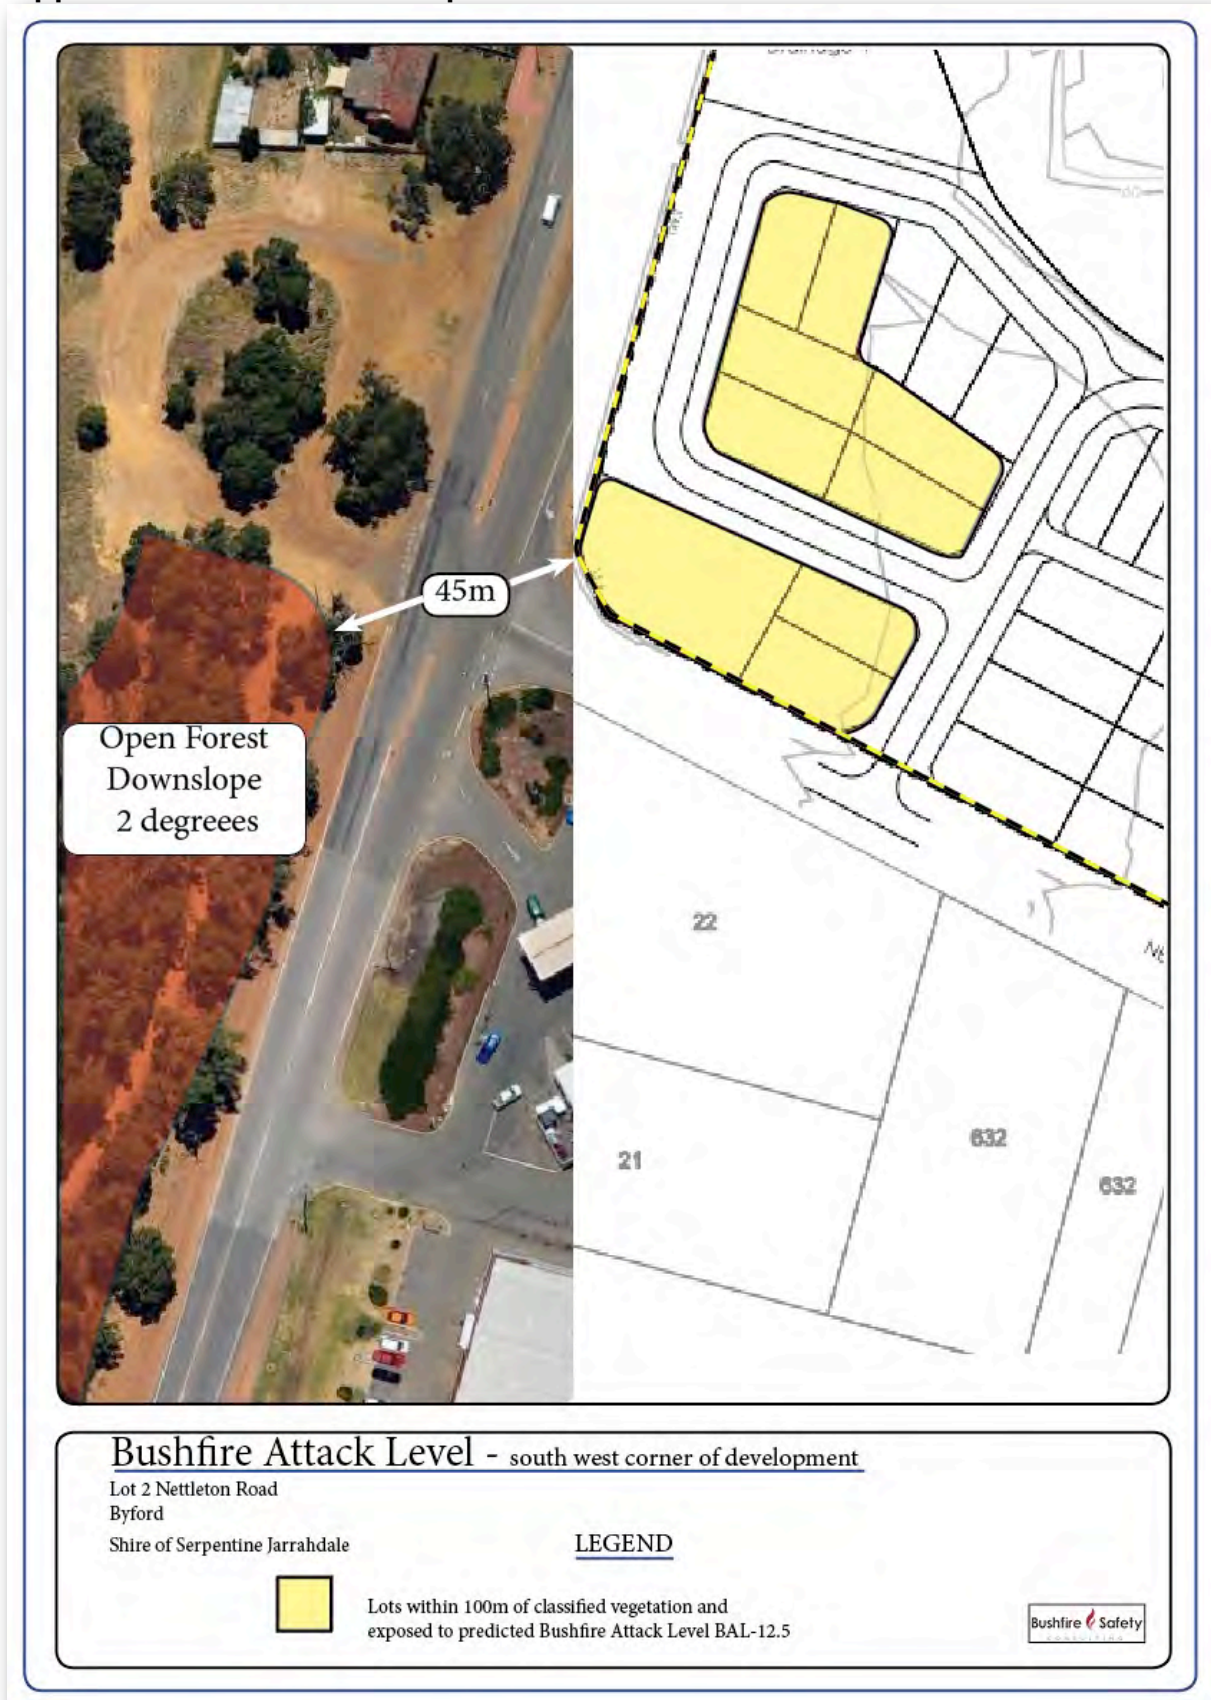 45m
Open Forest
Downslope
2 degreees
22
21
632
632
Bushfire Attack Level - south west corner of development
Lot 2 Nettleton Road
Byford
Shire of Serpentine Jarrahdale
LEGEND
Lots within 100m of classified vegetation and
exposed to predicted Bushfire Attack Level BAL-12.5
Bushfire Safety
CONSULTING